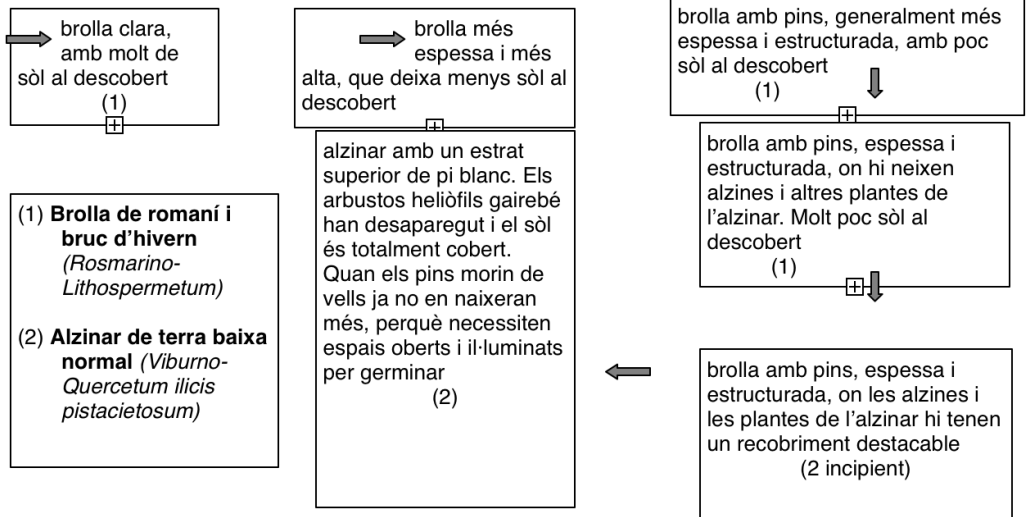 brolla clara,
amb molt de
sòl al descobert
(1)
brolla més
espessa i més
alta, que deixa menys sòl al
descobert
brolla amb pins, generalment més
espessa i estructurada, amb poc
sòl al descobert
(1)
brolla amb pins, espessa i
estructurada, on hi neixen
alzines i altres plantes de
l’alzinar. Molt poc sòl al
descobert
(1)
brolla amb pins, espessa i
estructurada, on les alzines i
les plantes de l’alzinar hi tenen
un recobriment destacable
(2 incipient)
alzinar amb un estrat
superior de pi blanc. Els
arbustos heliòfils gairebé
han desaparegut i el sòl
és totalment cobert.
Quan els pins morin de
vells ja no en naixeran
més, perquè necessiten
espais oberts i il·luminats
per germinar
(2)
(1) Brolla de romaní i
bruc d’hivern
(Rosmarino-
Lithospermetum)
(2) Alzinar de terra baixa
normal (Viburno-
Quercetum ilicis
pistacietosum)